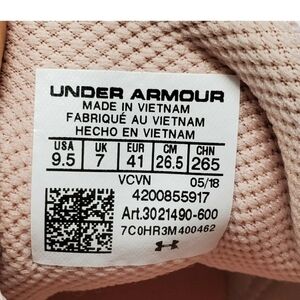 UNDER ARMOUR
MADE IN VIETNAM
FABRIQUÉ AU VIETNAM
HECHO EN VIETNAM
USA UK EUR CM CHN
9.5 7 41 26.5 265
VCVN 05/18
4200855917
Art.3021490-600
7C0HR3M400462